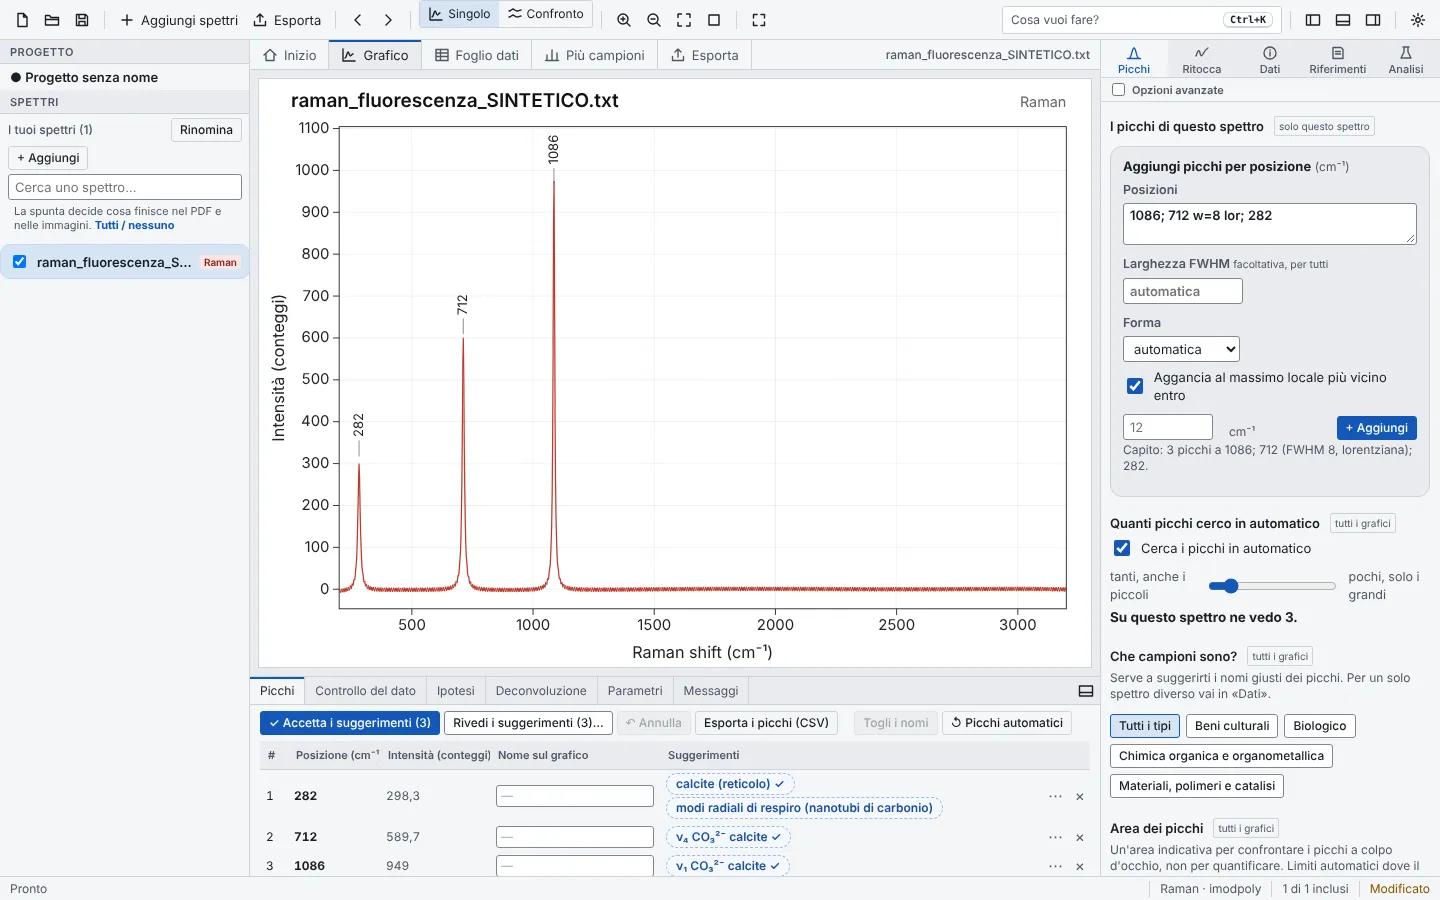 Aggiungi spettri
Esporta
Singolo
Confronto
Cosa vuoi fare?
Ctrl+K
PROGETTO
Progetto senza nome
SPETTRI
I tuoi spettri (1)
Rinomina
+ Aggiungi
Cerca uno spettro...
La spunta decide cosa finisce nel PDF e
nelle immagini. Tutti / nessuno
raman_fluorescenza_S...
Raman
Inizio
Grafico
Foglio dati
Più campioni
Esporta
raman_fluorescenza_SINTETICO.txt
raman_fluorescenza_SINTETICO.txt
Raman
1100
1000
900
800
700
600
500
400
300
200
100
0
Intensità (conteggi)
282
712
1086
500
1000
1500
2000
2500
3000
Raman shift (cm⁻¹)
Picchi
Controllo del dato
Ipotesi
Deconvoluzione
Parametri
Messaggi
✓ Accetta i suggerimenti (3)
Rivedi i suggerimenti (3)...
↶ Annulla
Esporta i picchi (CSV)
Togli i nomi
↺ Picchi automatici
# Posizione (cm⁻¹ Intensità (conteggi) Nome sul grafico Suggerimenti
1 282 298,3 — calcite (reticolo) ✓ ··· ×
modi radiali di respiro (nanotubi di carbonio)
2 712 589,7 — ν₄ CO₃²⁻ calcite ✓ ··· ×
3 1086 949 — ν₁ CO₃²⁻ calcite ✓ ··· ×
Picchi
Ritocca
Dati
Riferimenti
Analisi
Opzioni avanzate
I picchi di questo spettro
solo questo spettro
Aggiungi picchi per posizione (cm⁻¹)
Posizioni
1086; 712 w=8 lor; 282
Larghezza FWHM facoltativa, per tutti
automatica
Forma
automatica
Aggancia al massimo locale più vicino
entro
12
cm⁻¹
+ Aggiungi
Capito: 3 picchi a 1086; 712 (FWHM 8, lorentziana);
282.
Quanti picchi cerco in automatico
tutti i grafici
Cerca i picchi in automatico
tanti, anche i
piccoli
pochi, solo i
grandi
Su questo spettro ne vedo 3.
Che campioni sono?
tutti i grafici
Serve a suggerirti i nomi giusti dei picchi. Per un solo
spettro diverso vai in «Dati».
Tutti i tipi
Beni culturali
Biologico
Chimica organica e organometallica
Materiali, polimeri e catalisi
Area dei picchi
tutti i grafici
Un'area indicativa per confrontare i picchi a colpo
d'occhio, non per quantificare. Limiti automatici dove il
Pronto
Raman · imodpoly
1 di 1 inclusi
Modificato